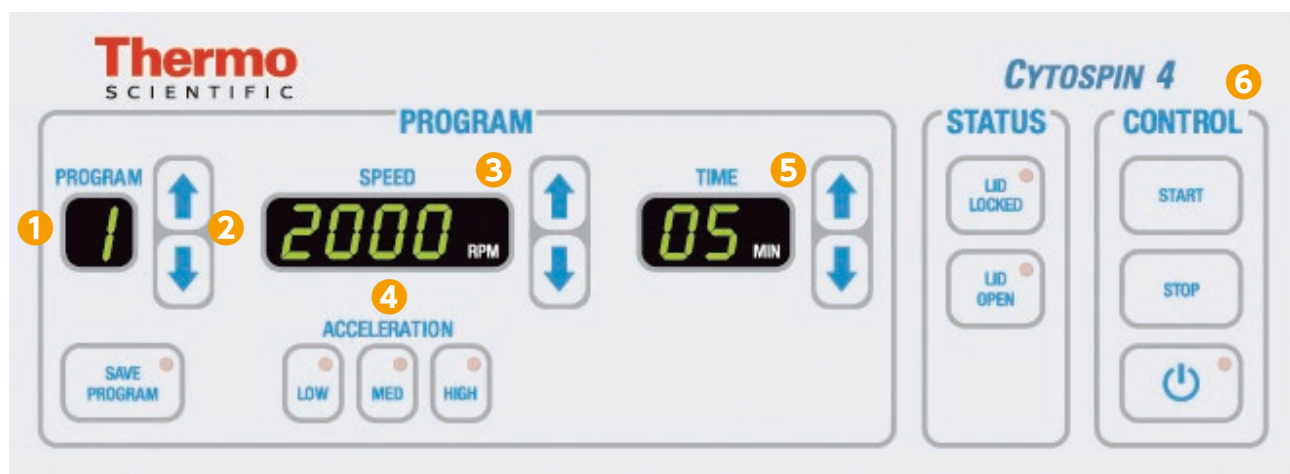 Thermo
SCIENTIFIC
CYTOSPIN 4
6
PROGRAM
STATUS
CONTROL
PROGRAM
SPEED
3
TIME
5
1
1
2
2000 RPM
05 MIN
LID
LOCKED
START
4
ACCELERATION
LID
OPEN
STOP
SAVE
PROGRAM
LOW
MED
HIGH